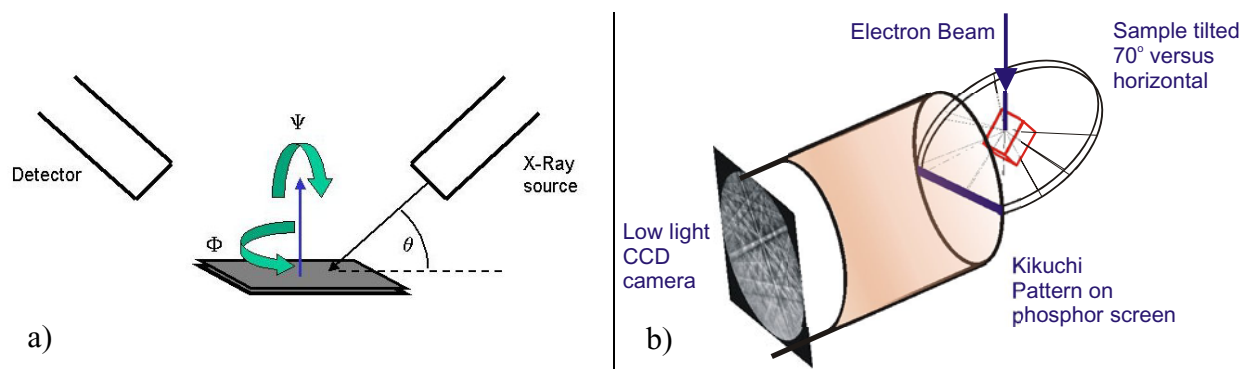 Detector
Ψ
X-Ray
source
Φ
θ
a)
Electron Beam
Sample tilted
70° versus
horizontal
Low light
CCD
camera
Kikuchi
Pattern on
phosphor screen
b)